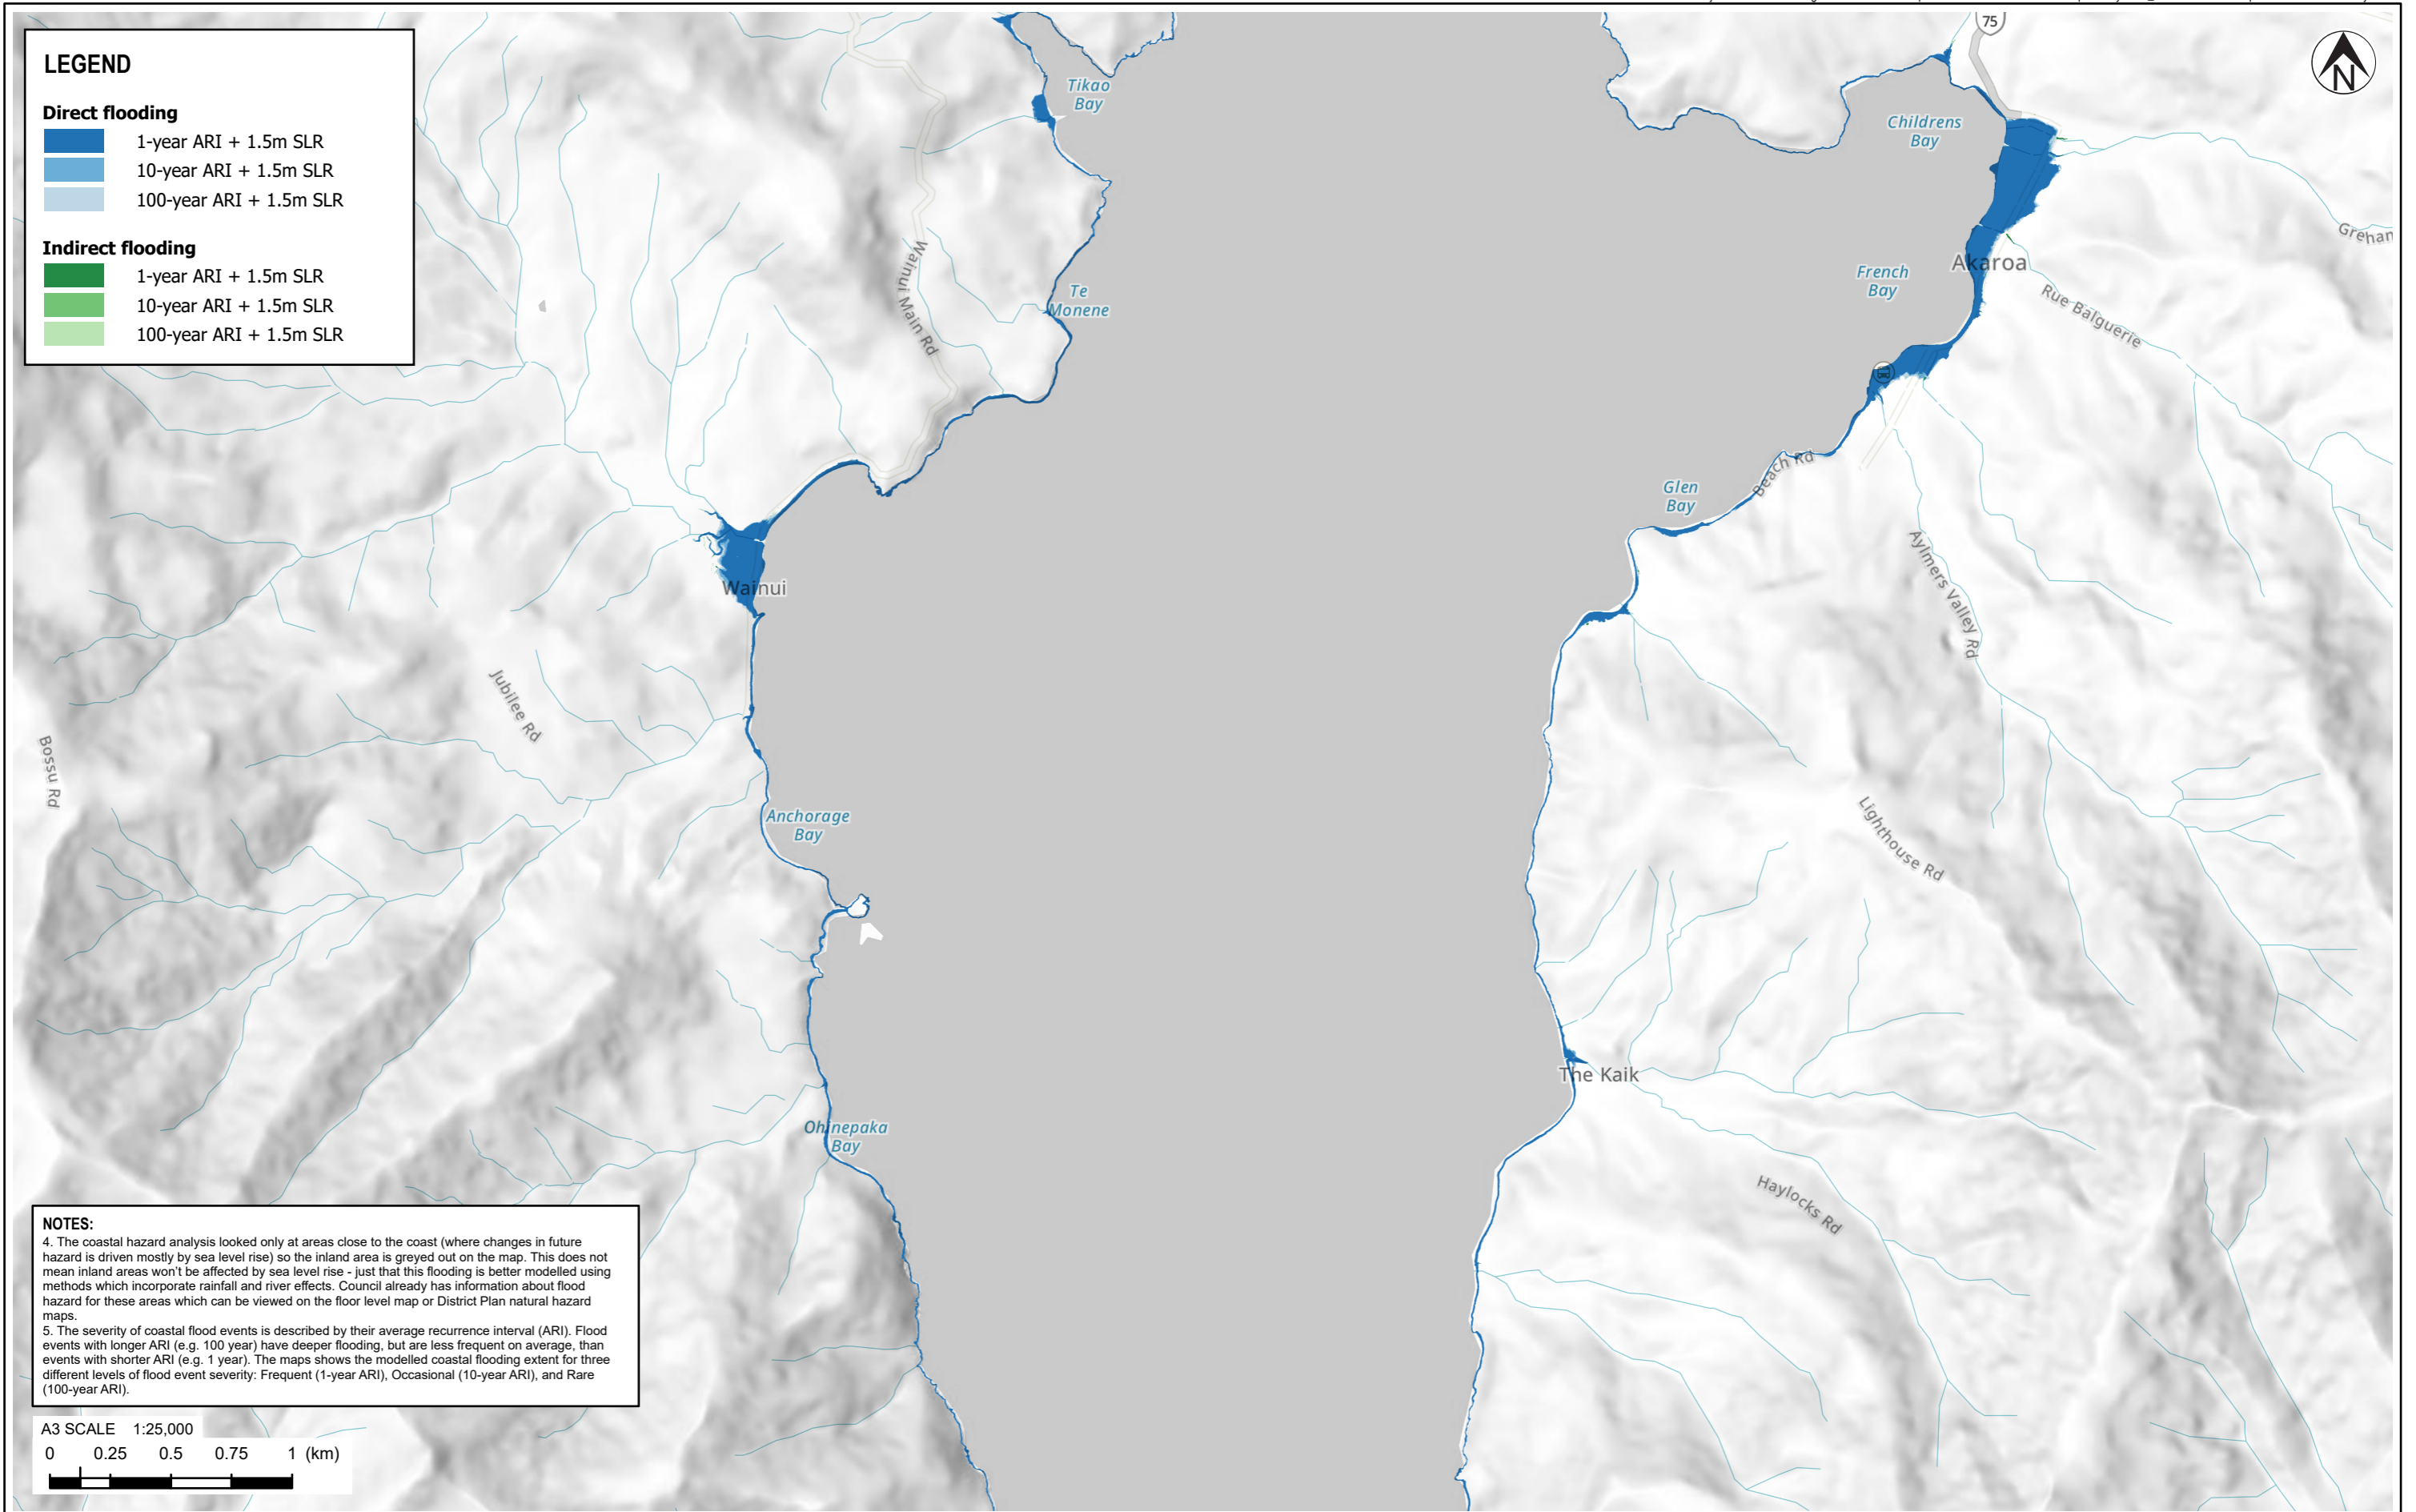 75
N
LEGEND
Direct flooding
1-year ARI + 1.5m SLR
10-year ARI + 1.5m SLR
100-year ARI + 1.5m SLR
Indirect flooding
1-year ARI + 1.5m SLR
10-year ARI + 1.5m SLR
100-year ARI + 1.5m SLR
Tikao
Bay
Childrens
Bay
Grehan
Wainui Main Rd
Te
Monene
French
Bay
Akaroa
Rue Balguerie
Beach Rd
Glen
Bay
Wainui
Aylmers Valley Rd
Jubilee Rd
Bossu Rd
Anchorage
Bay
Lighthouse Rd
The Kaik
Ohinepaka
Bay
Haylocks Rd
NOTES:
4. The coastal hazard analysis looked only at areas close to the coast (where changes in future
hazard is driven mostly by sea level rise) so the inland area is greyed out on the map. This does not
mean inland areas won't be affected by sea level rise - just that this flooding is better modelled using
methods which incorporate rainfall and river effects. Council already has information about flood
hazard for these areas which can be viewed on the floor level map or District Plan natural hazard
maps.
5. The severity of coastal flood events is described by their average recurrence interval (ARI). Flood
events with longer ARI (e.g. 100 year) have deeper flooding, but are less frequent on average, than
events with shorter ARI (e.g. 1 year). The maps shows the modelled coastal flooding extent for three
different levels of flood event severity: Frequent (1-year ARI), Occasional (10-year ARI), and Rare
(100-year ARI).
A3 SCALE 1:25,000
0 0.25 0.5 0.75 1 (km)